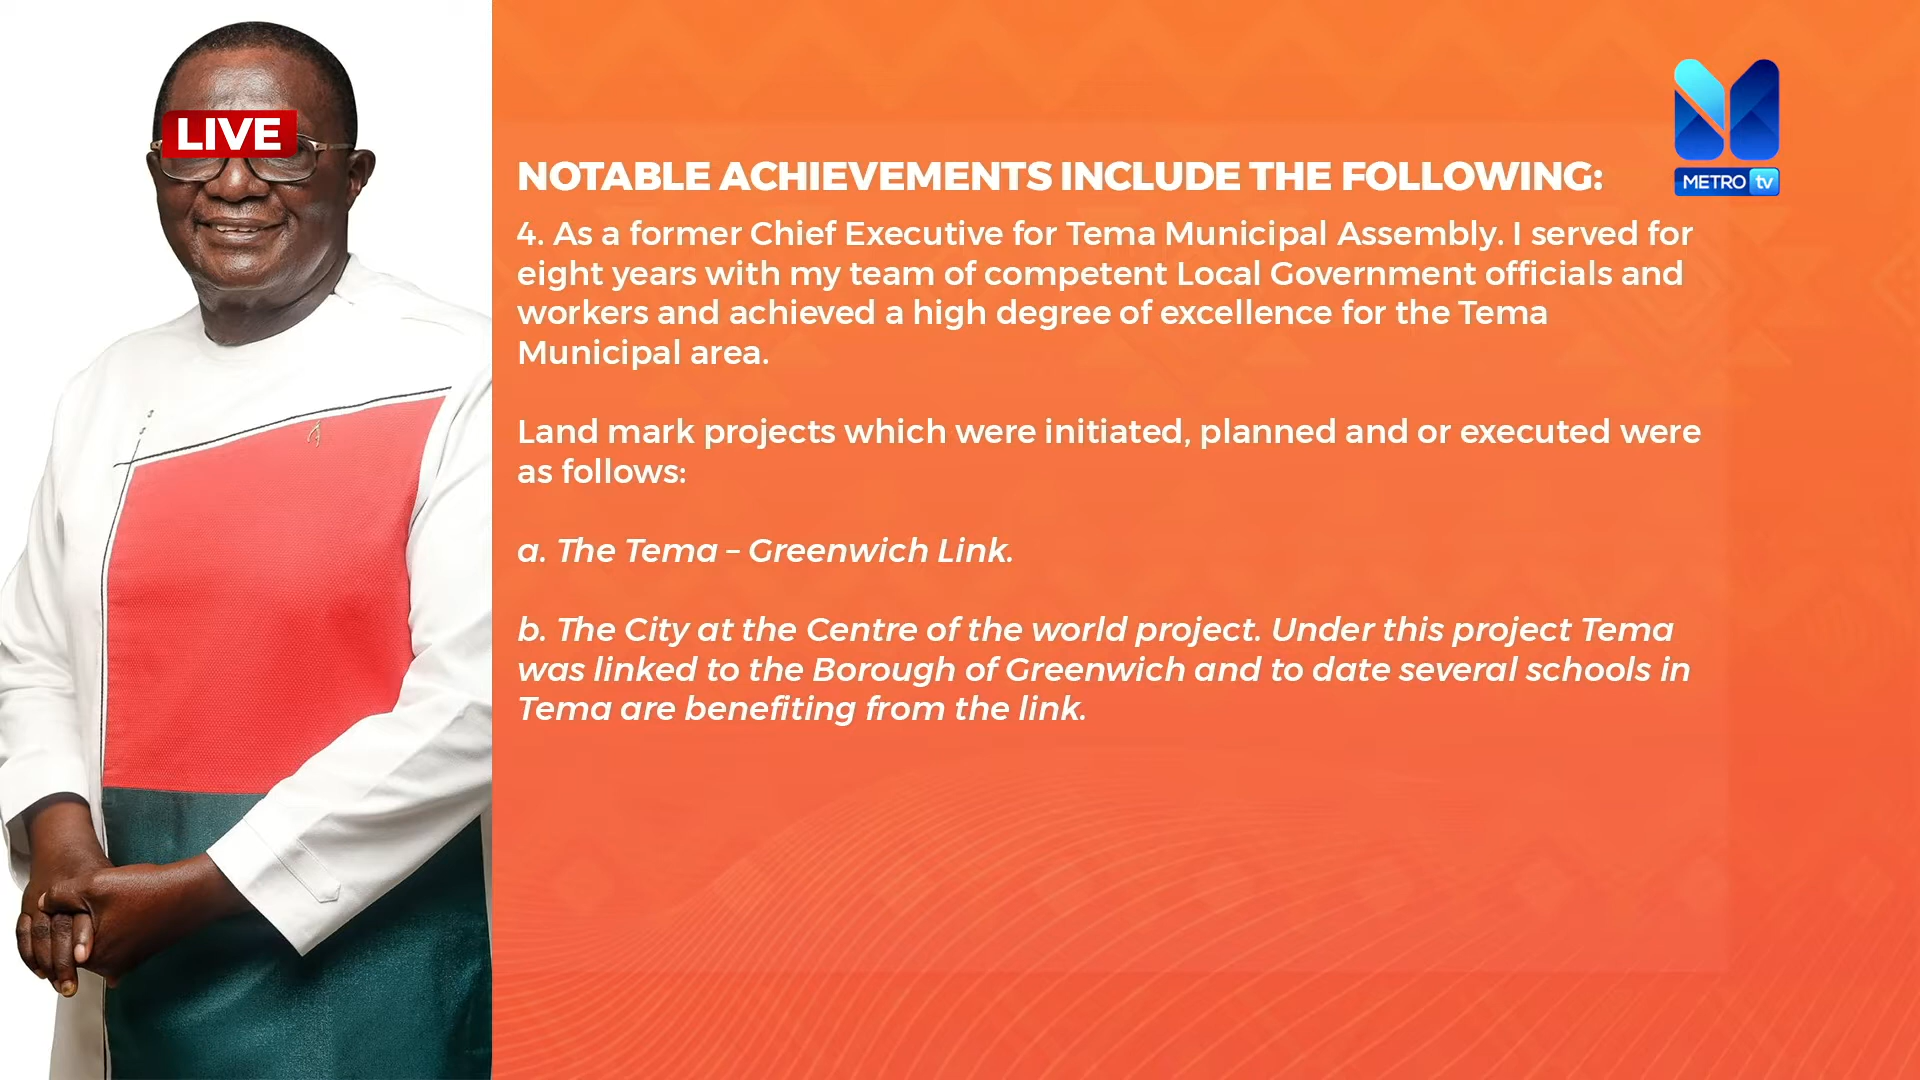 LIVE
METRO tv
NOTABLE ACHIEVEMENTS INCLUDE THE FOLLOWING:
4. As a former Chief Executive for Tema Municipal Assembly. I served for
eight years with my team of competent Local Government officials and
workers and achieved a high degree of excellence for the Tema
Municipal area.
Land mark projects which were initiated, planned and or executed were
as follows:
a. The Tema – Greenwich Link.
b. The City at the Centre of the world project. Under this project Tema
was linked to the Borough of Greenwich and to date several schools in
Tema are benefiting from the link.